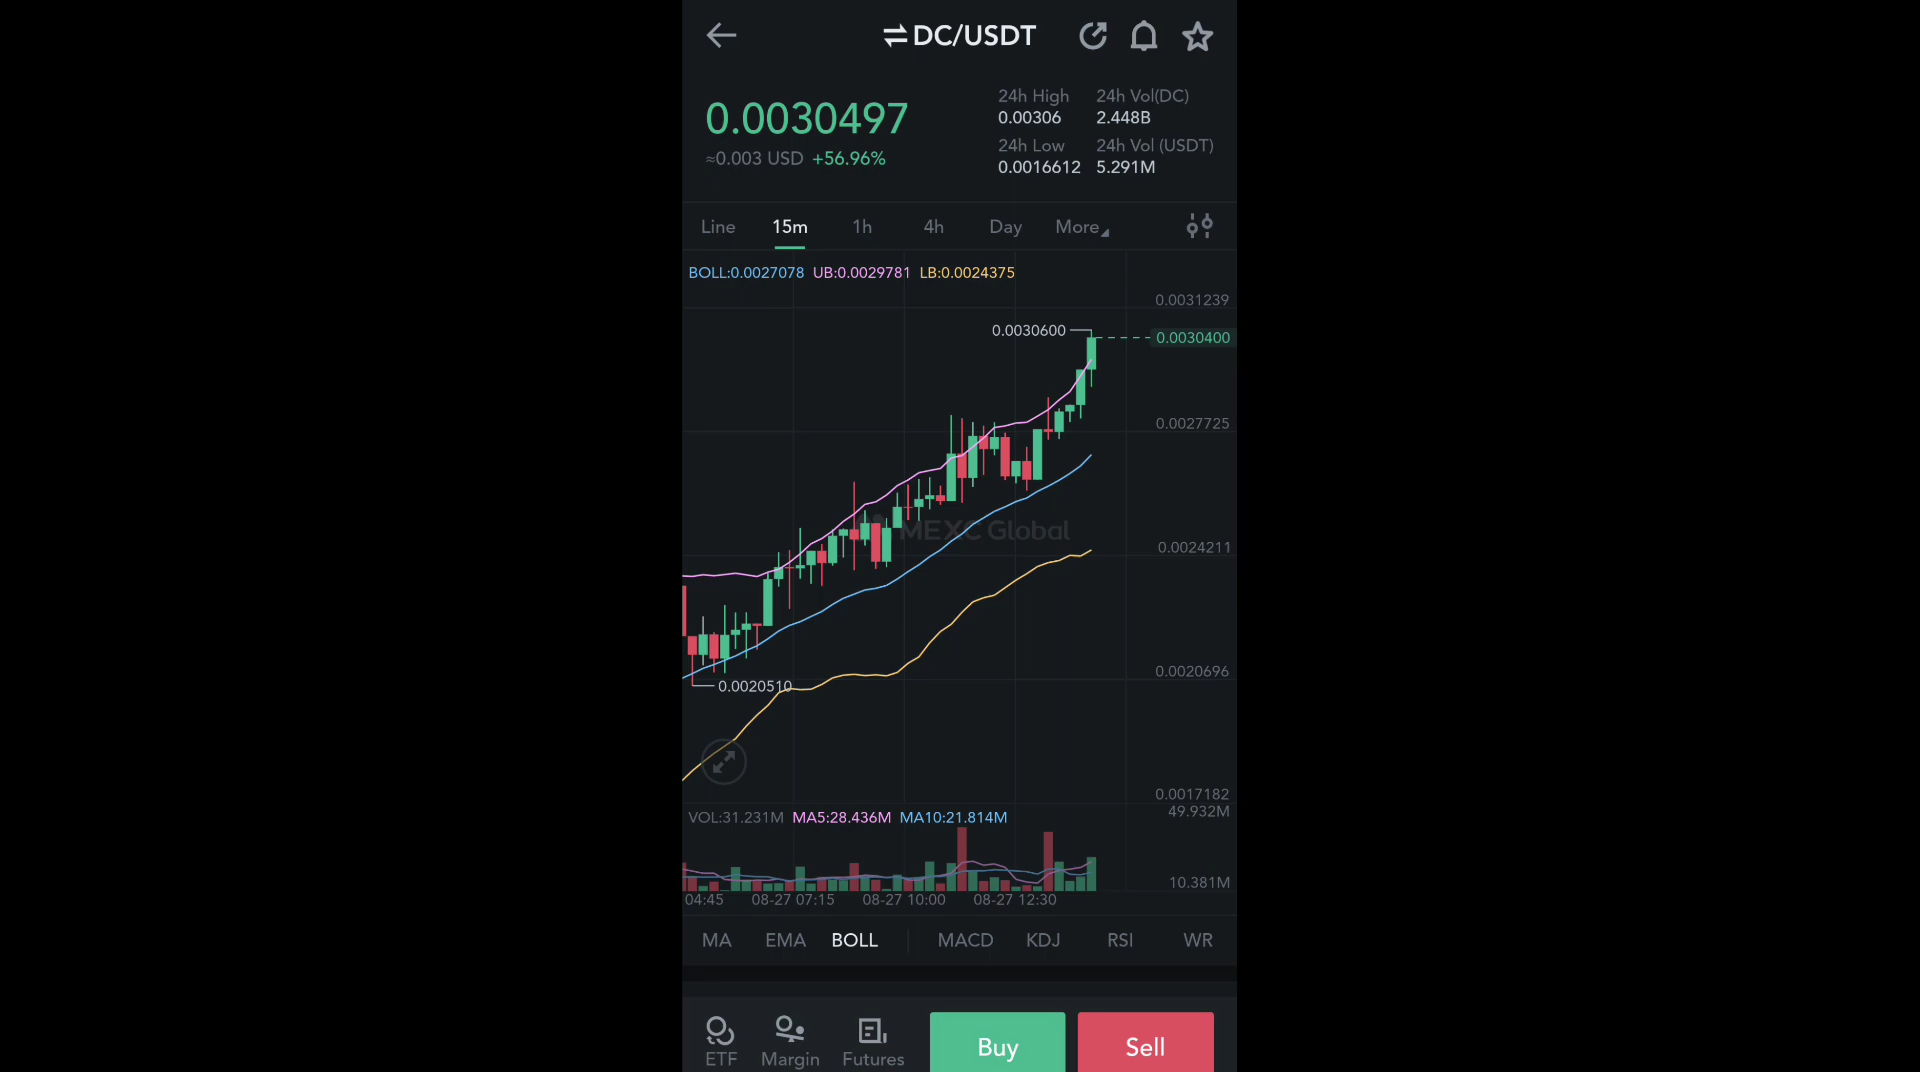 DC/USDT
0.0030497
≈0.003 USD +56.96%
24h High 24h Vol(DC)
0.00306 2.448B
24h Low 24h Vol (USDT)
0.0016612 5.291M
Line 15m 1h 4h Day More
BOLL:0.0027078 UB:0.0029781 LB:0.0024375
0.0031239
0.0030600
0.0030400
0.0027725
MEXC Global
0.0024211
0.0020696
0.0020510
0.0017182
VOL:31.231M MA5:28.436M MA10:21.814M
49.932M
10.381M
04:45 08-27 07:15 08-27 10:00 08-27 12:30
MA EMA BOLL MACD KDJ RSI WR
ETF Margin Futures
Buy Sell